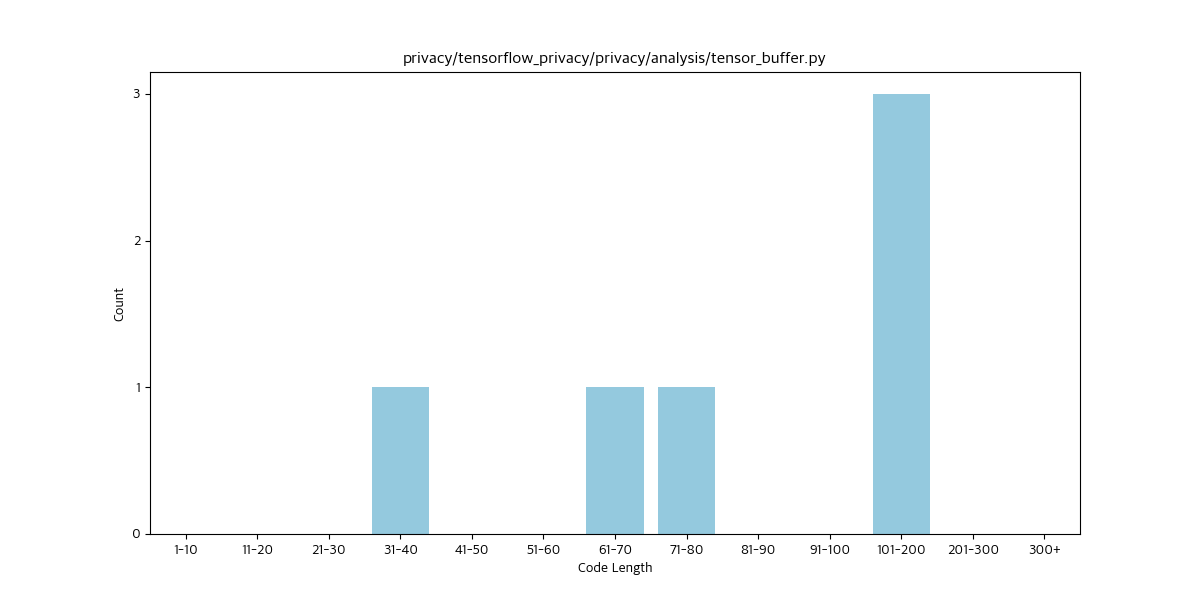 privacy/tensorflow_privacy/privacy/analysis/tensor_buffer.py
3
2
1
0
Count
1-10 11-20 21-30 31-40 41-50 51-60 61-70 71-80 81-90 91-100 101-200 201-300 300+
Code Length